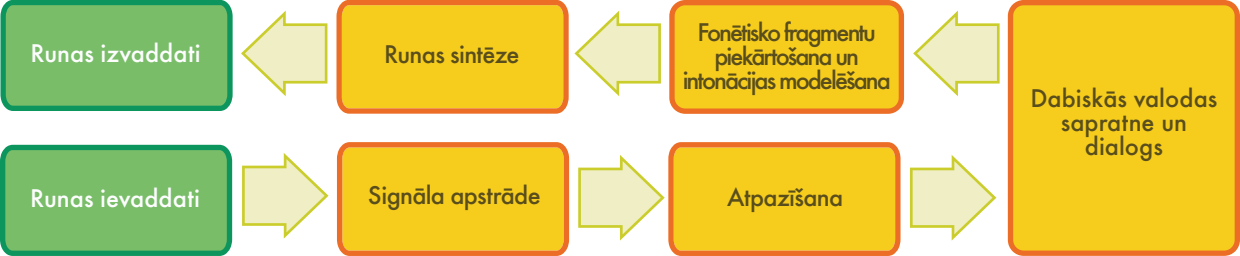 Runas izvaddati
Runas sintēze
Fonētisko fragmentu
piekārtošana un
intonācijas modelēšana
Dabiskās valodas
sapratne un
dialogs
Runas ievaddati
Signāla apstrāde
Atpazīšana